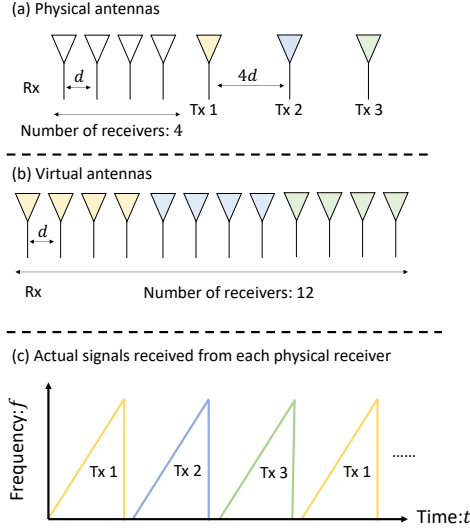 (a) Physical antennas
d
4d
Rx
Tx 1
Tx 2
Tx 3
Number of receivers: 4
(b) Virtual antennas
d
Rx
Number of receivers: 12
(c) Actual signals received from each physical receiver
Frequency:f
Tx 1
Tx 2
Tx 3
Tx 1
......
Time:t